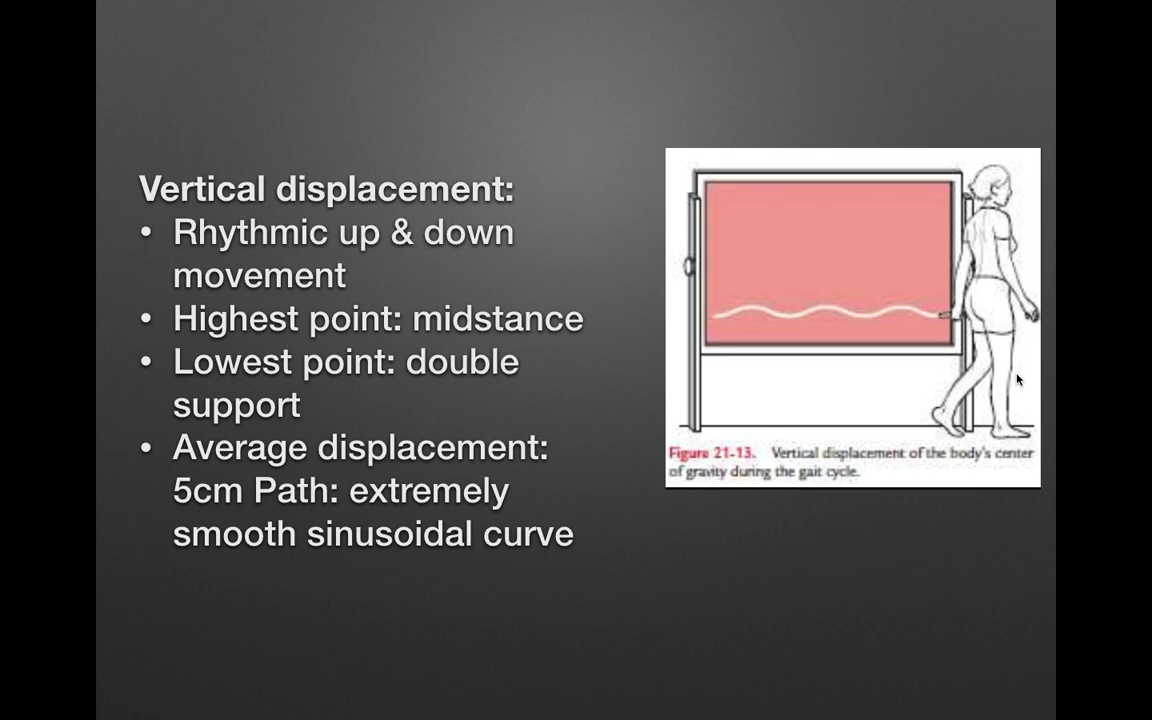 Vertical displacement:
• Rhythmic up & down
movement
• Highest point: midstance
• Lowest point: double
support
• Average displacement:
5cm Path: extremely
smooth sinusoidal curve
Figure 21-13. Vertical displacement of the body's center
of gravity during the gait cycle.